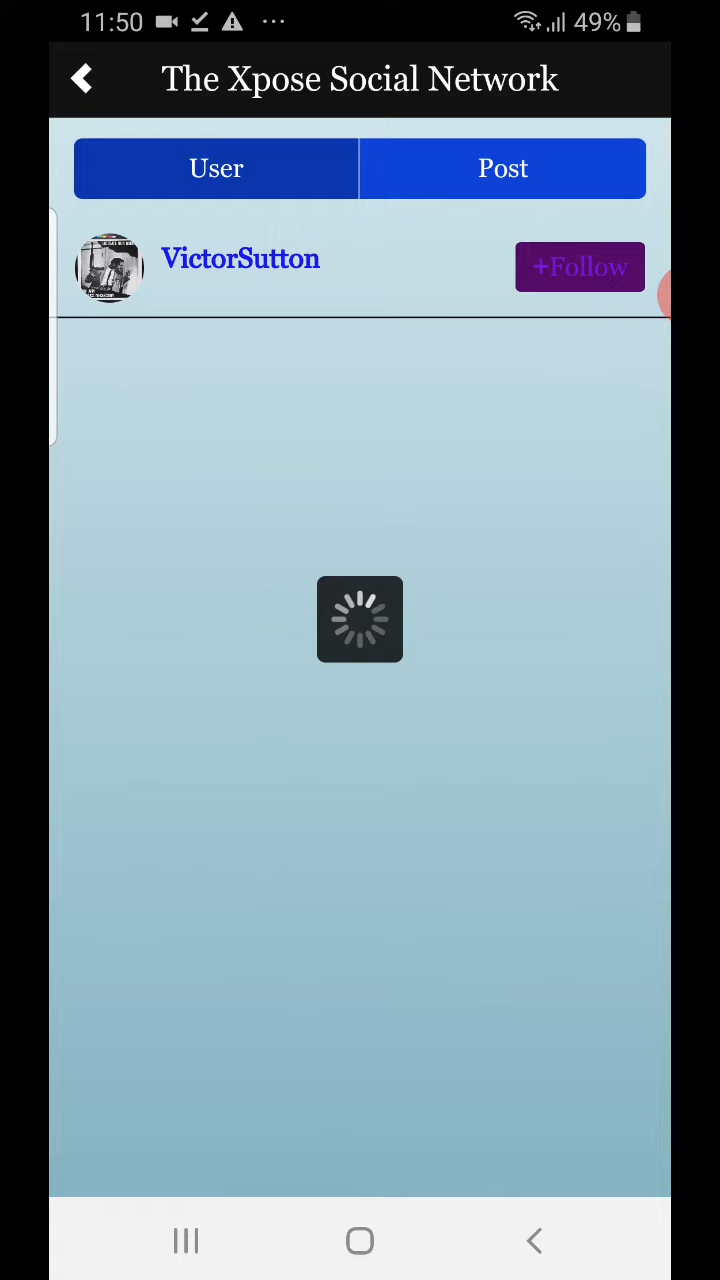 11:50 ... 49%
The Xpose Social Network
User Post
VictorSutton +Follow